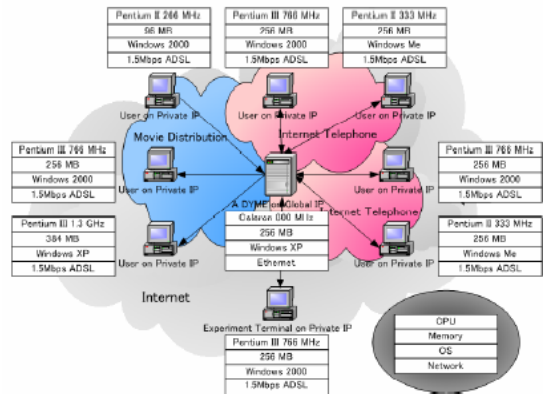 Pentium II 266 MHz
96 MB
Windows 2000
1.5Mbps ADSL
Pentium III 766 MHz
256 MB
Windows 2000
1.5Mbps ADSL
Pentium II 333 MHz
256 MB
Windows Me
1.5Mbps ADSL
User on Private IP
User on Private IP
User on Private IP
Movie Distribution
Internet Telephone
Pentium III 766 MHz
256 MB
Windows 2000
1.5Mbps ADSL
User on Private IP
User on Private IP
Pentium III 766 MHz
256 MB
Windows 2000
1.5Mbps ADSL
A DYME on Global IP
Internet Telephone
Pentium III 1.3 GHz
384 MB
Windows XP
1.5Mbps ADSL
User on Private IP
MHz
256 MB
Windows XP
Ethernet
User on Private IP
Pentium II 333 MHz
256 MB
Windows Me
1.5Mbps ADSL
Internet
Experiment Terminal on Private IP
Pentium III 766 MHz
256 MB
Windows 2000
1.5Mbps ADSL
CPU
Memory
OS
Network